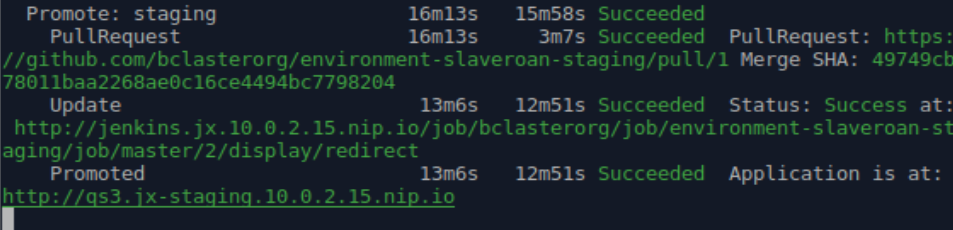 Promote: staging 16m13s 15m58s Succeeded
PullRequest 16m13s 3m7s Succeeded PullRequest: https:
//github.com/bclasterorg/environment-slaveroan-staging/pull/1 Merge SHA: 49749cb
78011baa2268ae0c16ce4494bc7798204
Update 13m6s 12m51s Succeeded Status: Success at:
http://jenkins.jx.10.0.2.15.nip.io/job/bclasterorg/job/environment-slaveroan-st
aging/job/master/2/display/redirect
Promoted 13m6s 12m51s Succeeded Application is at:
http://qs3.jx-staging.10.0.2.15.nip.io